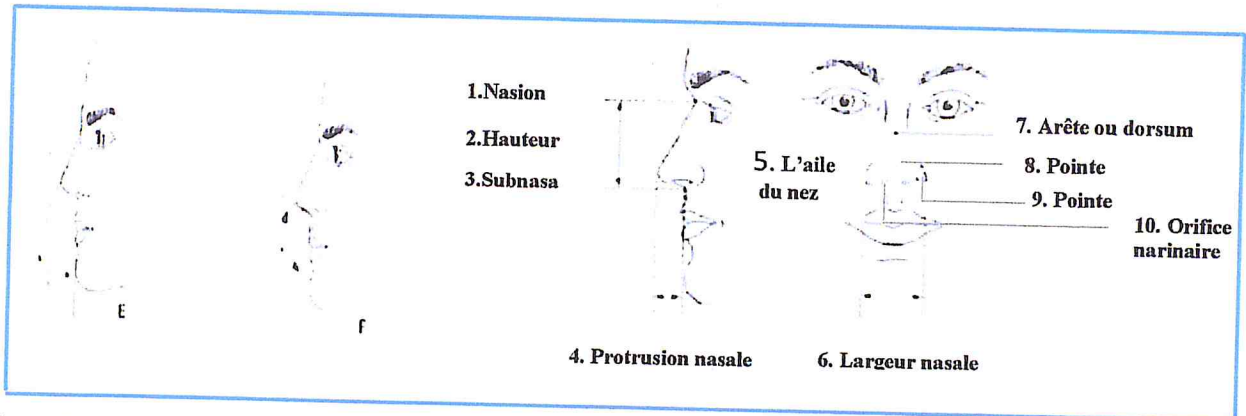 1.Nasion
2.Hauteur
3.Subnasa
5. L'aile
du nez
7. Arête ou dorsum
8. Pointe
9. Pointe
10. Orifice
narinaire
E
F
4. Protrusion nasale
6. Largeur nasale